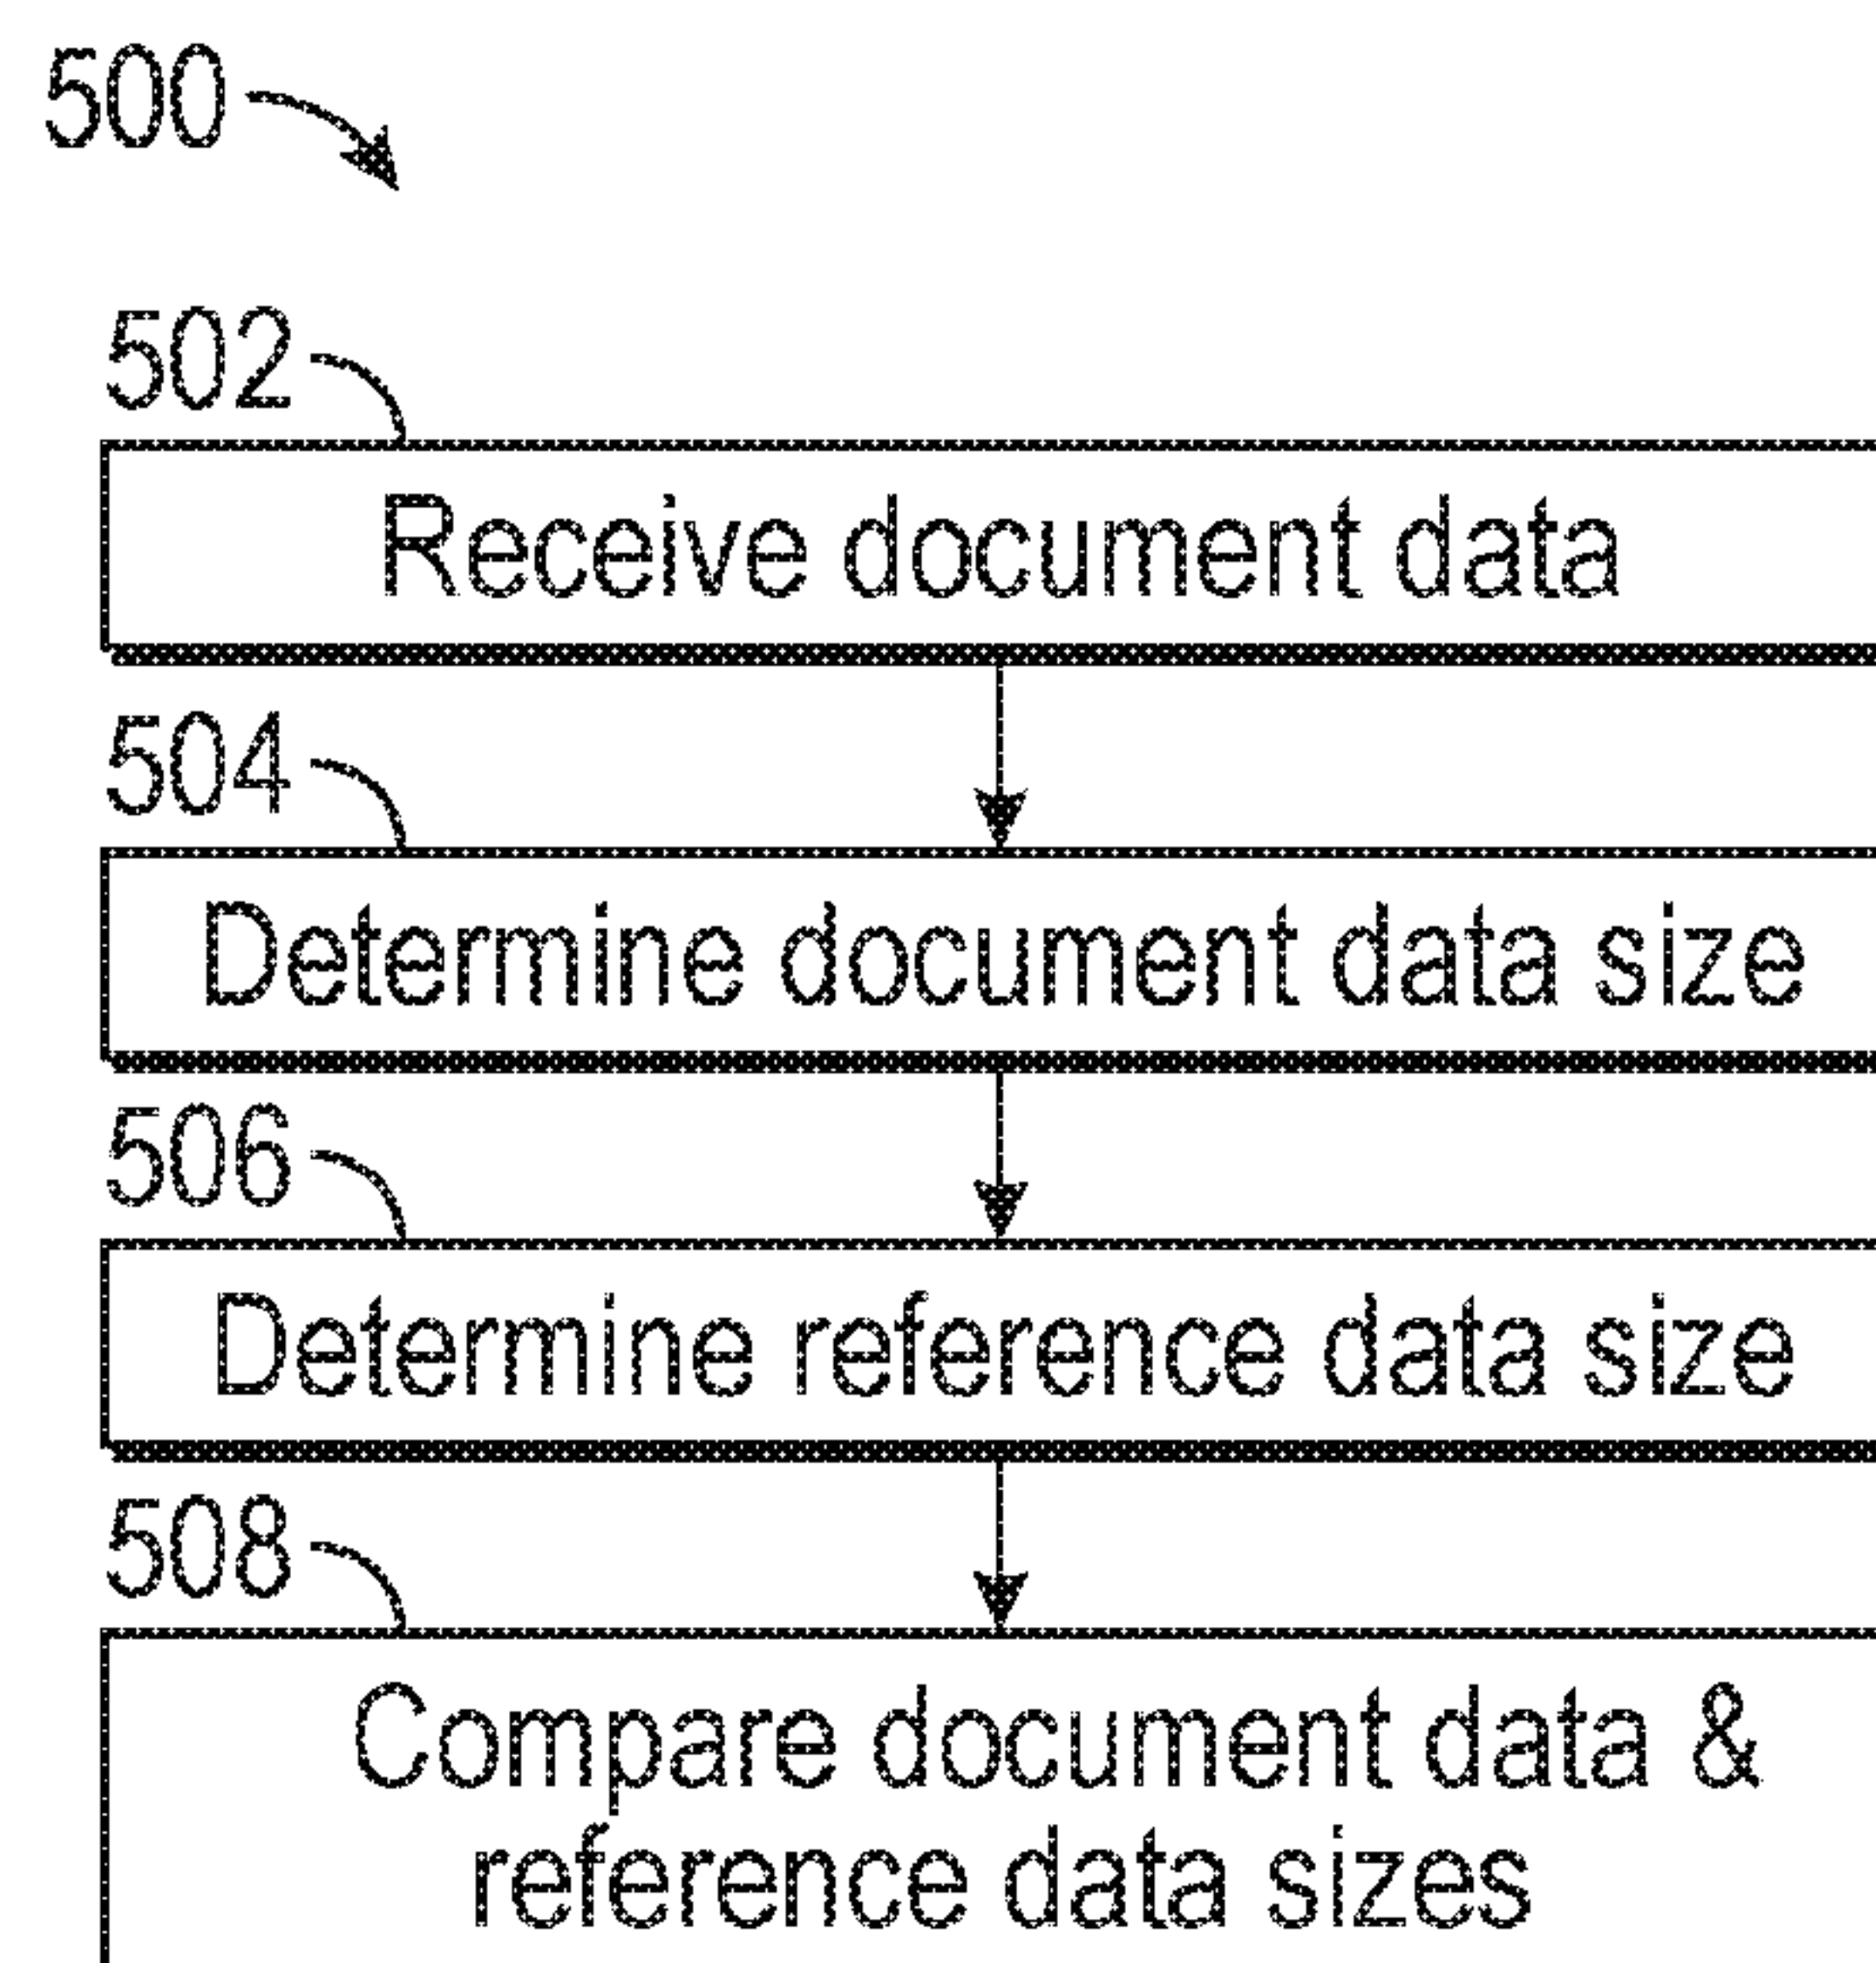 500
502
Receive document data
504
Determine document data size
506
Determine reference data size
508
Compare document data &
reference data sizes